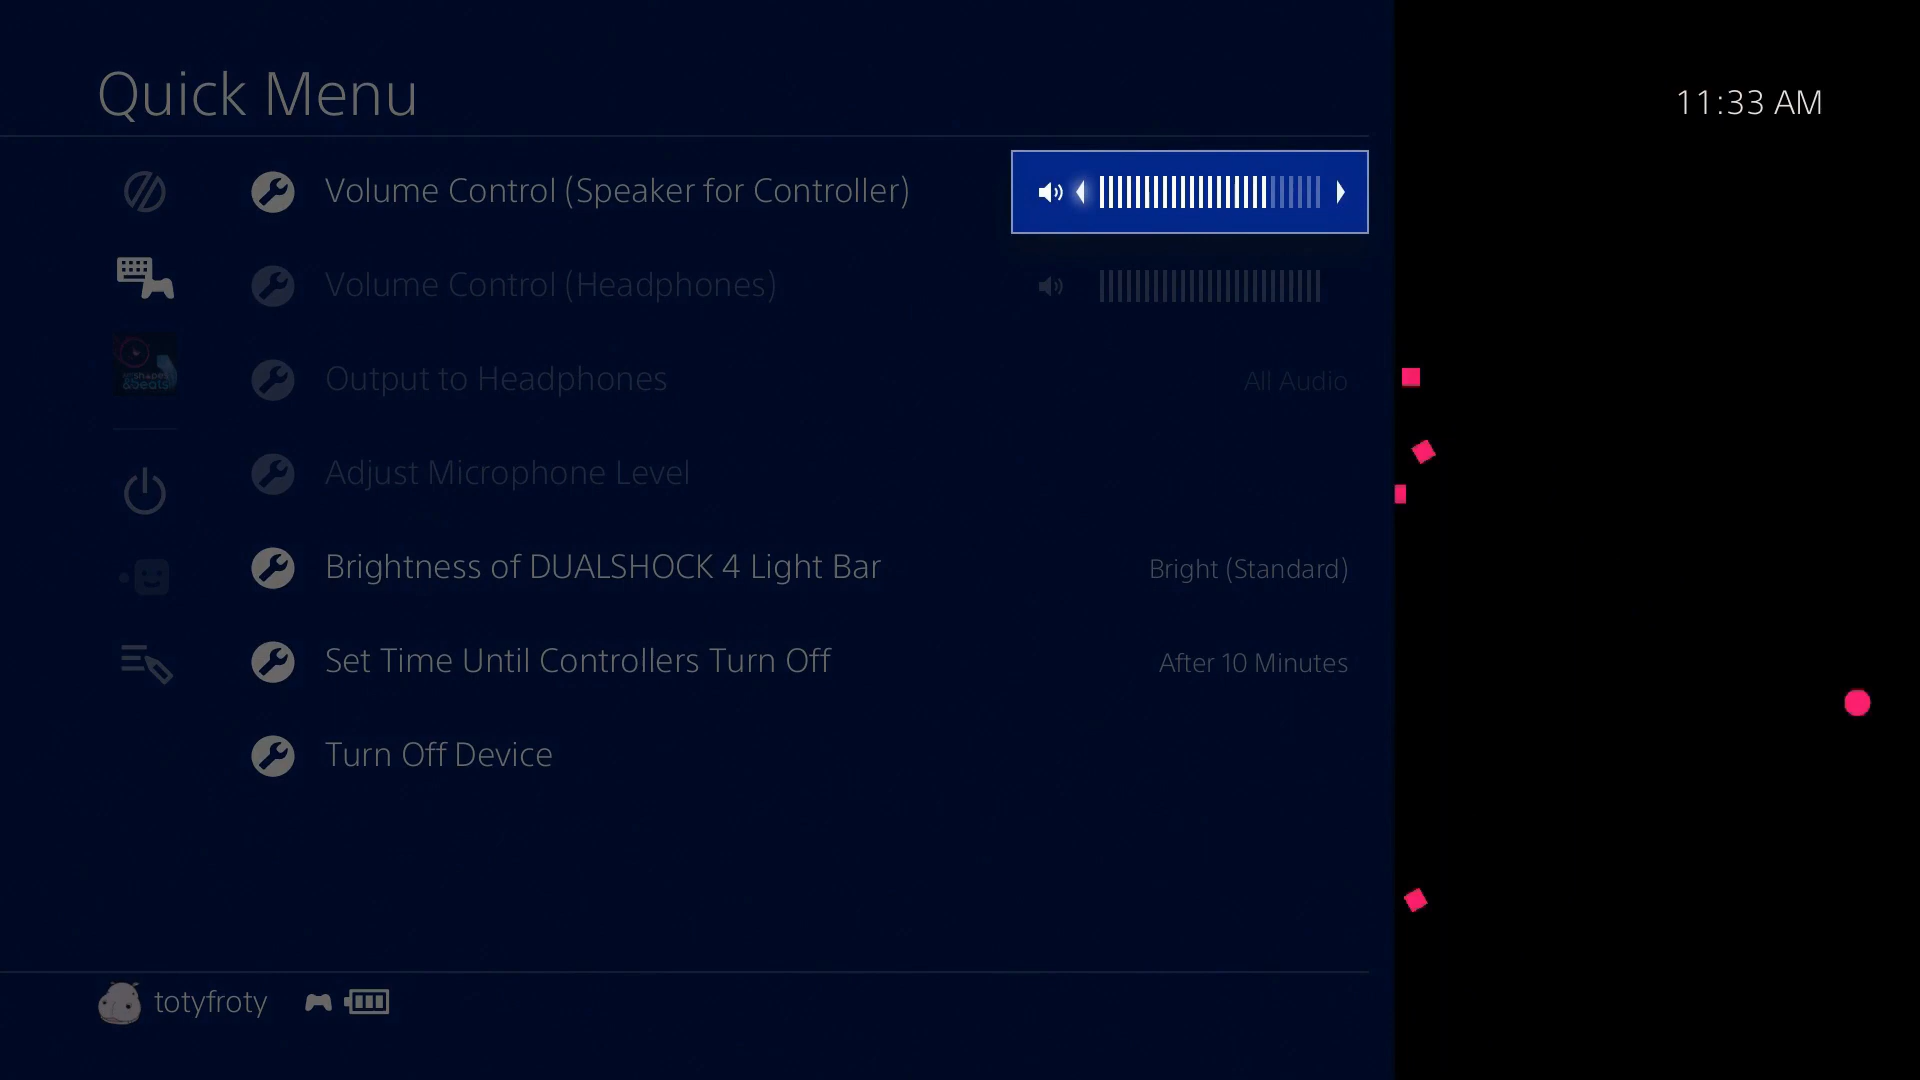 Quick Menu
11:33 AM
Volume Control (Speaker for Controller)
Volume Control (Headphones)
shapes
&beats
Output to Headphones
All Audio
Adjust Microphone Level
Brightness of DUALSHOCK 4 Light Bar
Bright (Standard)
Set Time Until Controllers Turn Off
After 10 Minutes
Turn Off Device
totyfroty